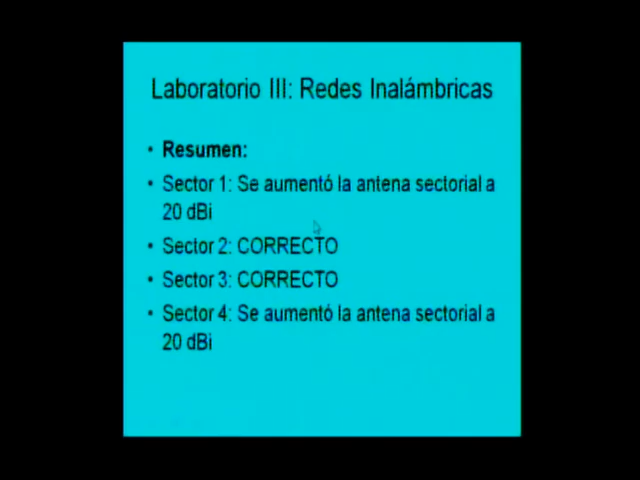 Laboratorio III: Redes Inalámbricas
• Resumen:
• Sector 1: Se aumentó la antena sectorial a
20 dBi
• Sector 2: CORRECTO
• Sector 3: CORRECTO
• Sector 4: Se aumentó la antena sectorial a
20 dBi